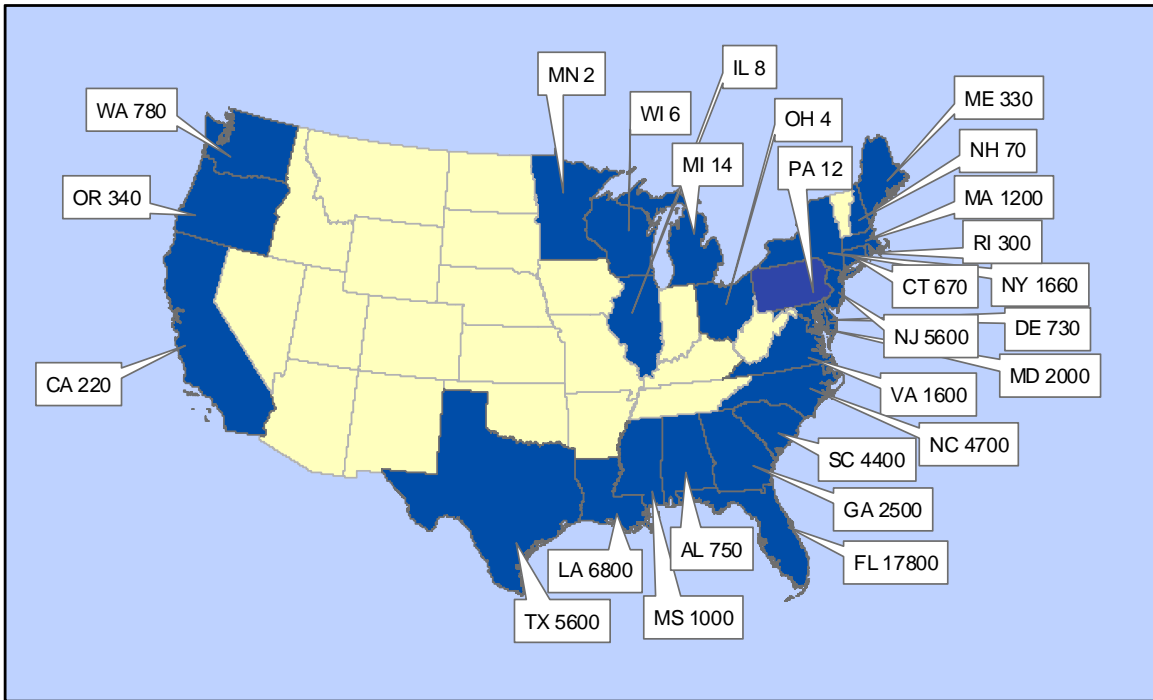 IL 8
MN 2
ME 330
WA 780
WI 6
OH 4
NH 70
MI 14
PA 12
OR 340
MA 1200
RI 300
CT 670
NY 1660
DE 730
NJ 5600
MD 2000
CA 220
VA 1600
NC 4700
SC 4400
GA 2500
AL 750
FL 17800
LA 6800
TX 5600
MS 1000